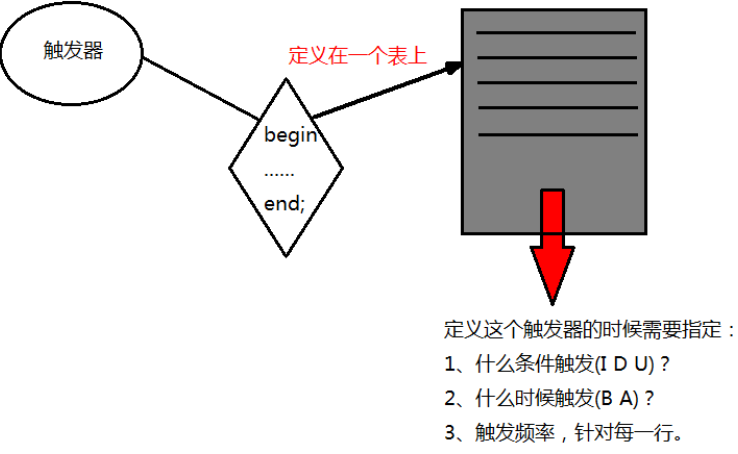 触发器
定义在一个表上
begin
......
end;
定义这个触发器的时候需要指定：
1、什么条件触发(I D U)？
2、什么时候触发(B A)？
3、触发频率，针对每一行。